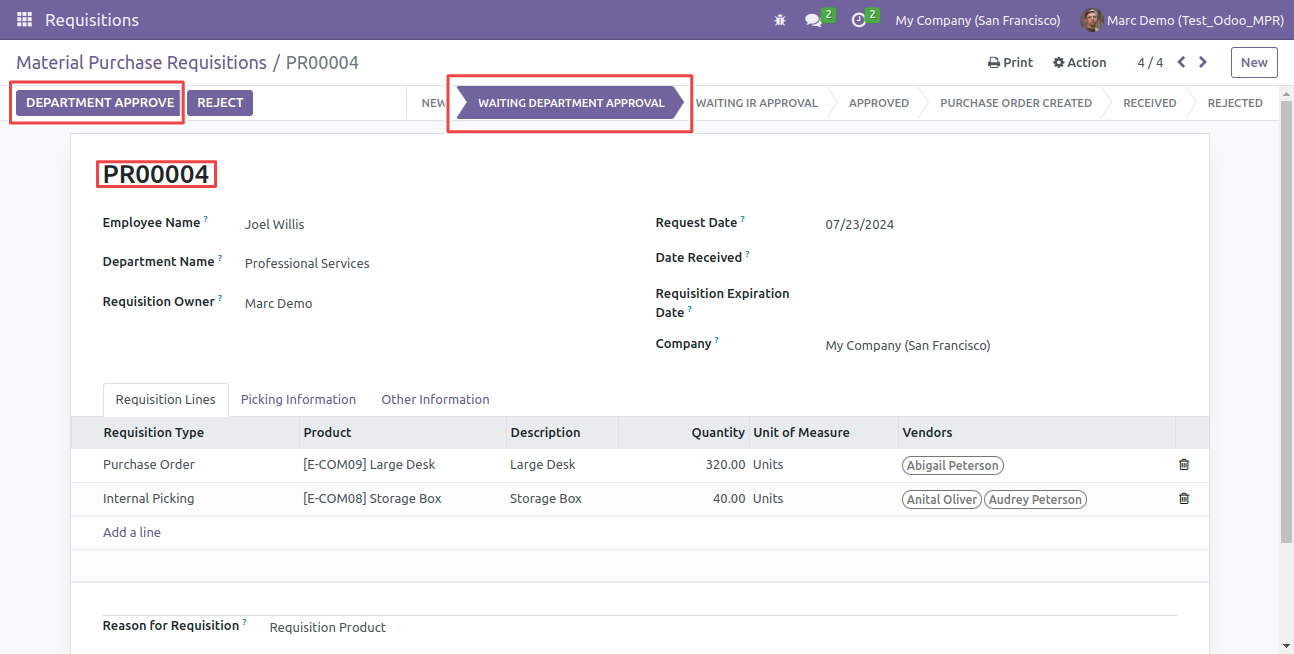 Requisitions 2 2 My Company (San Francisco) Marc Demo (Test_Odoo_MPR)
Material Purchase Requisitions / PR00004 Print Action 4 / 4 New
DEPARTMENT APPROVE REJECT NEW WAITING DEPARTMENT APPROVAL WAITING IR APPROVAL APPROVED PURCHASE ORDER CREATED RECEIVED REJECTED
PR00004
Employee Name ? Joel Willis Request Date ? 07/23/2024
Department Name ? Professional Services Date Received ?
Requisition Owner ? Marc Demo Requisition Expiration
Date ?
Company ? My Company (San Francisco)
Requisition Lines Picking Information Other Information
Requisition Type Product Description Quantity Unit of Measure Vendors
Purchase Order [E-COM09] Large Desk Large Desk 320.00 Units Abigail Peterson
Internal Picking [E-COM08] Storage Box Storage Box 40.00 Units Anital Oliver Audrey Peterson
Add a line
Reason for Requisition ? Requisition Product